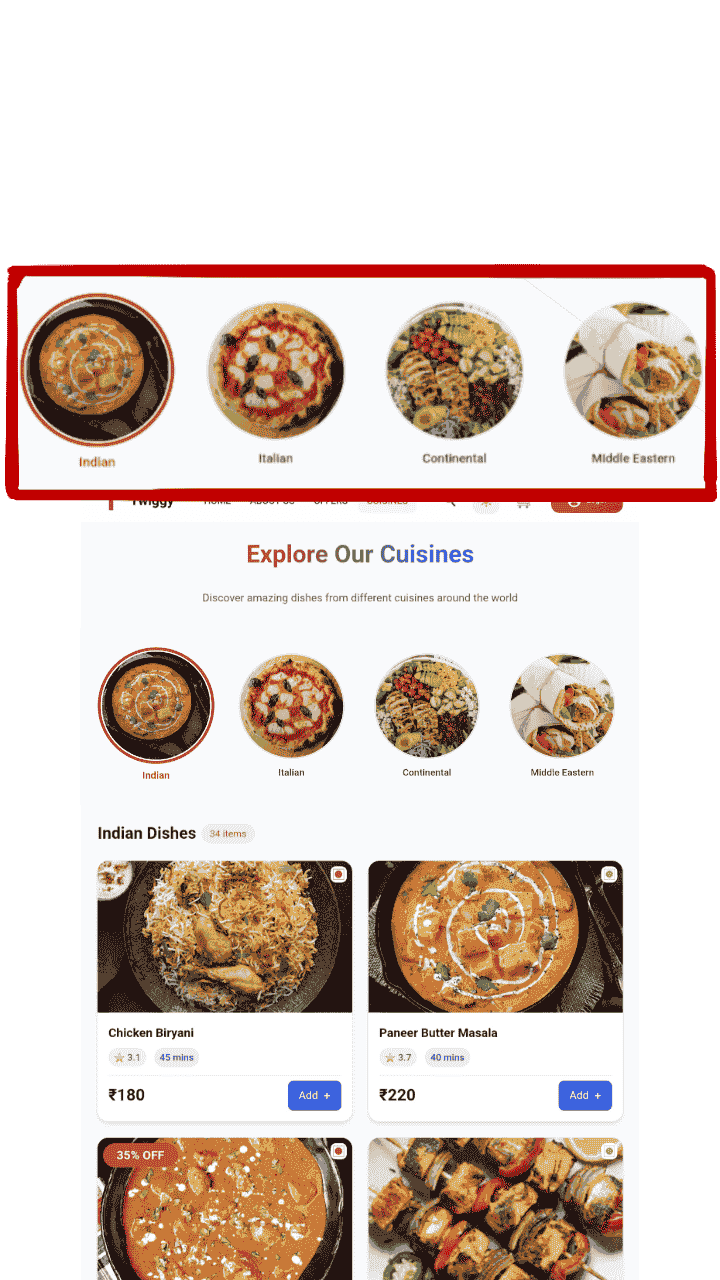 Indian
Italian
Continental
Middle Eastern
Twiggy HOME ABOUT US OFFERS CUISINES
Explore Our Cuisines
Discover amazing dishes from different cuisines around the world
Indian
Italian
Continental
Middle Eastern
Indian Dishes 34 items
Chicken Biryani
3.1 45 mins
₹180 Add +
Paneer Butter Masala
3.7 40 mins
₹220 Add +
35% OFF